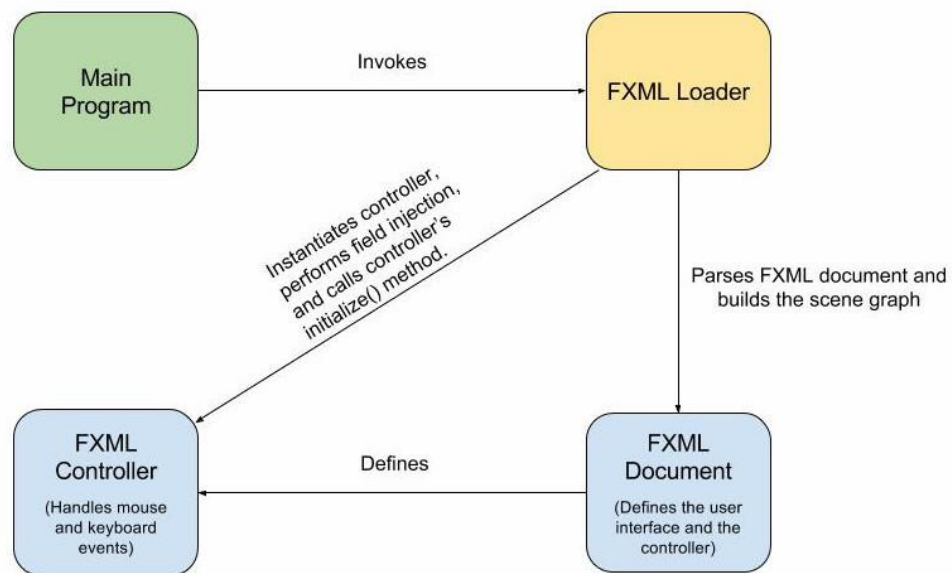 Main
Program
Invokes
FXML Loader
Instantiates controller,
performs field injection,
and calls controller's
initialize() method.
Parses FXML document and
builds the scene graph
FXML
Controller
(Handles mouse
and keyboard
events)
Defines
FXML
Document
(Defines the user
interface and the
controller)